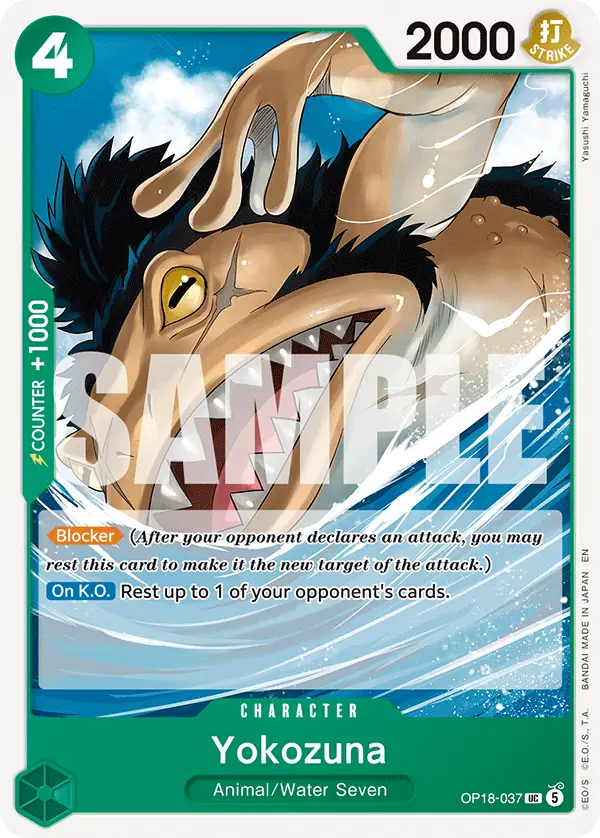 4
2000
打
STRIKE
Yasushi Yamaguchi
COUNTER +1000
SAMPLE
Blocker (After your opponent declares an attack, you may
rest this card to make it the new target of the attack.)
On K.O. Rest up to 1 of your opponent's cards.
CHARACTER
Yokozuna
Animal/Water Seven
OP18-037 UC 5
©EO/S ©E.O./S., T.A. BANDAI MADE IN JAPAN EN